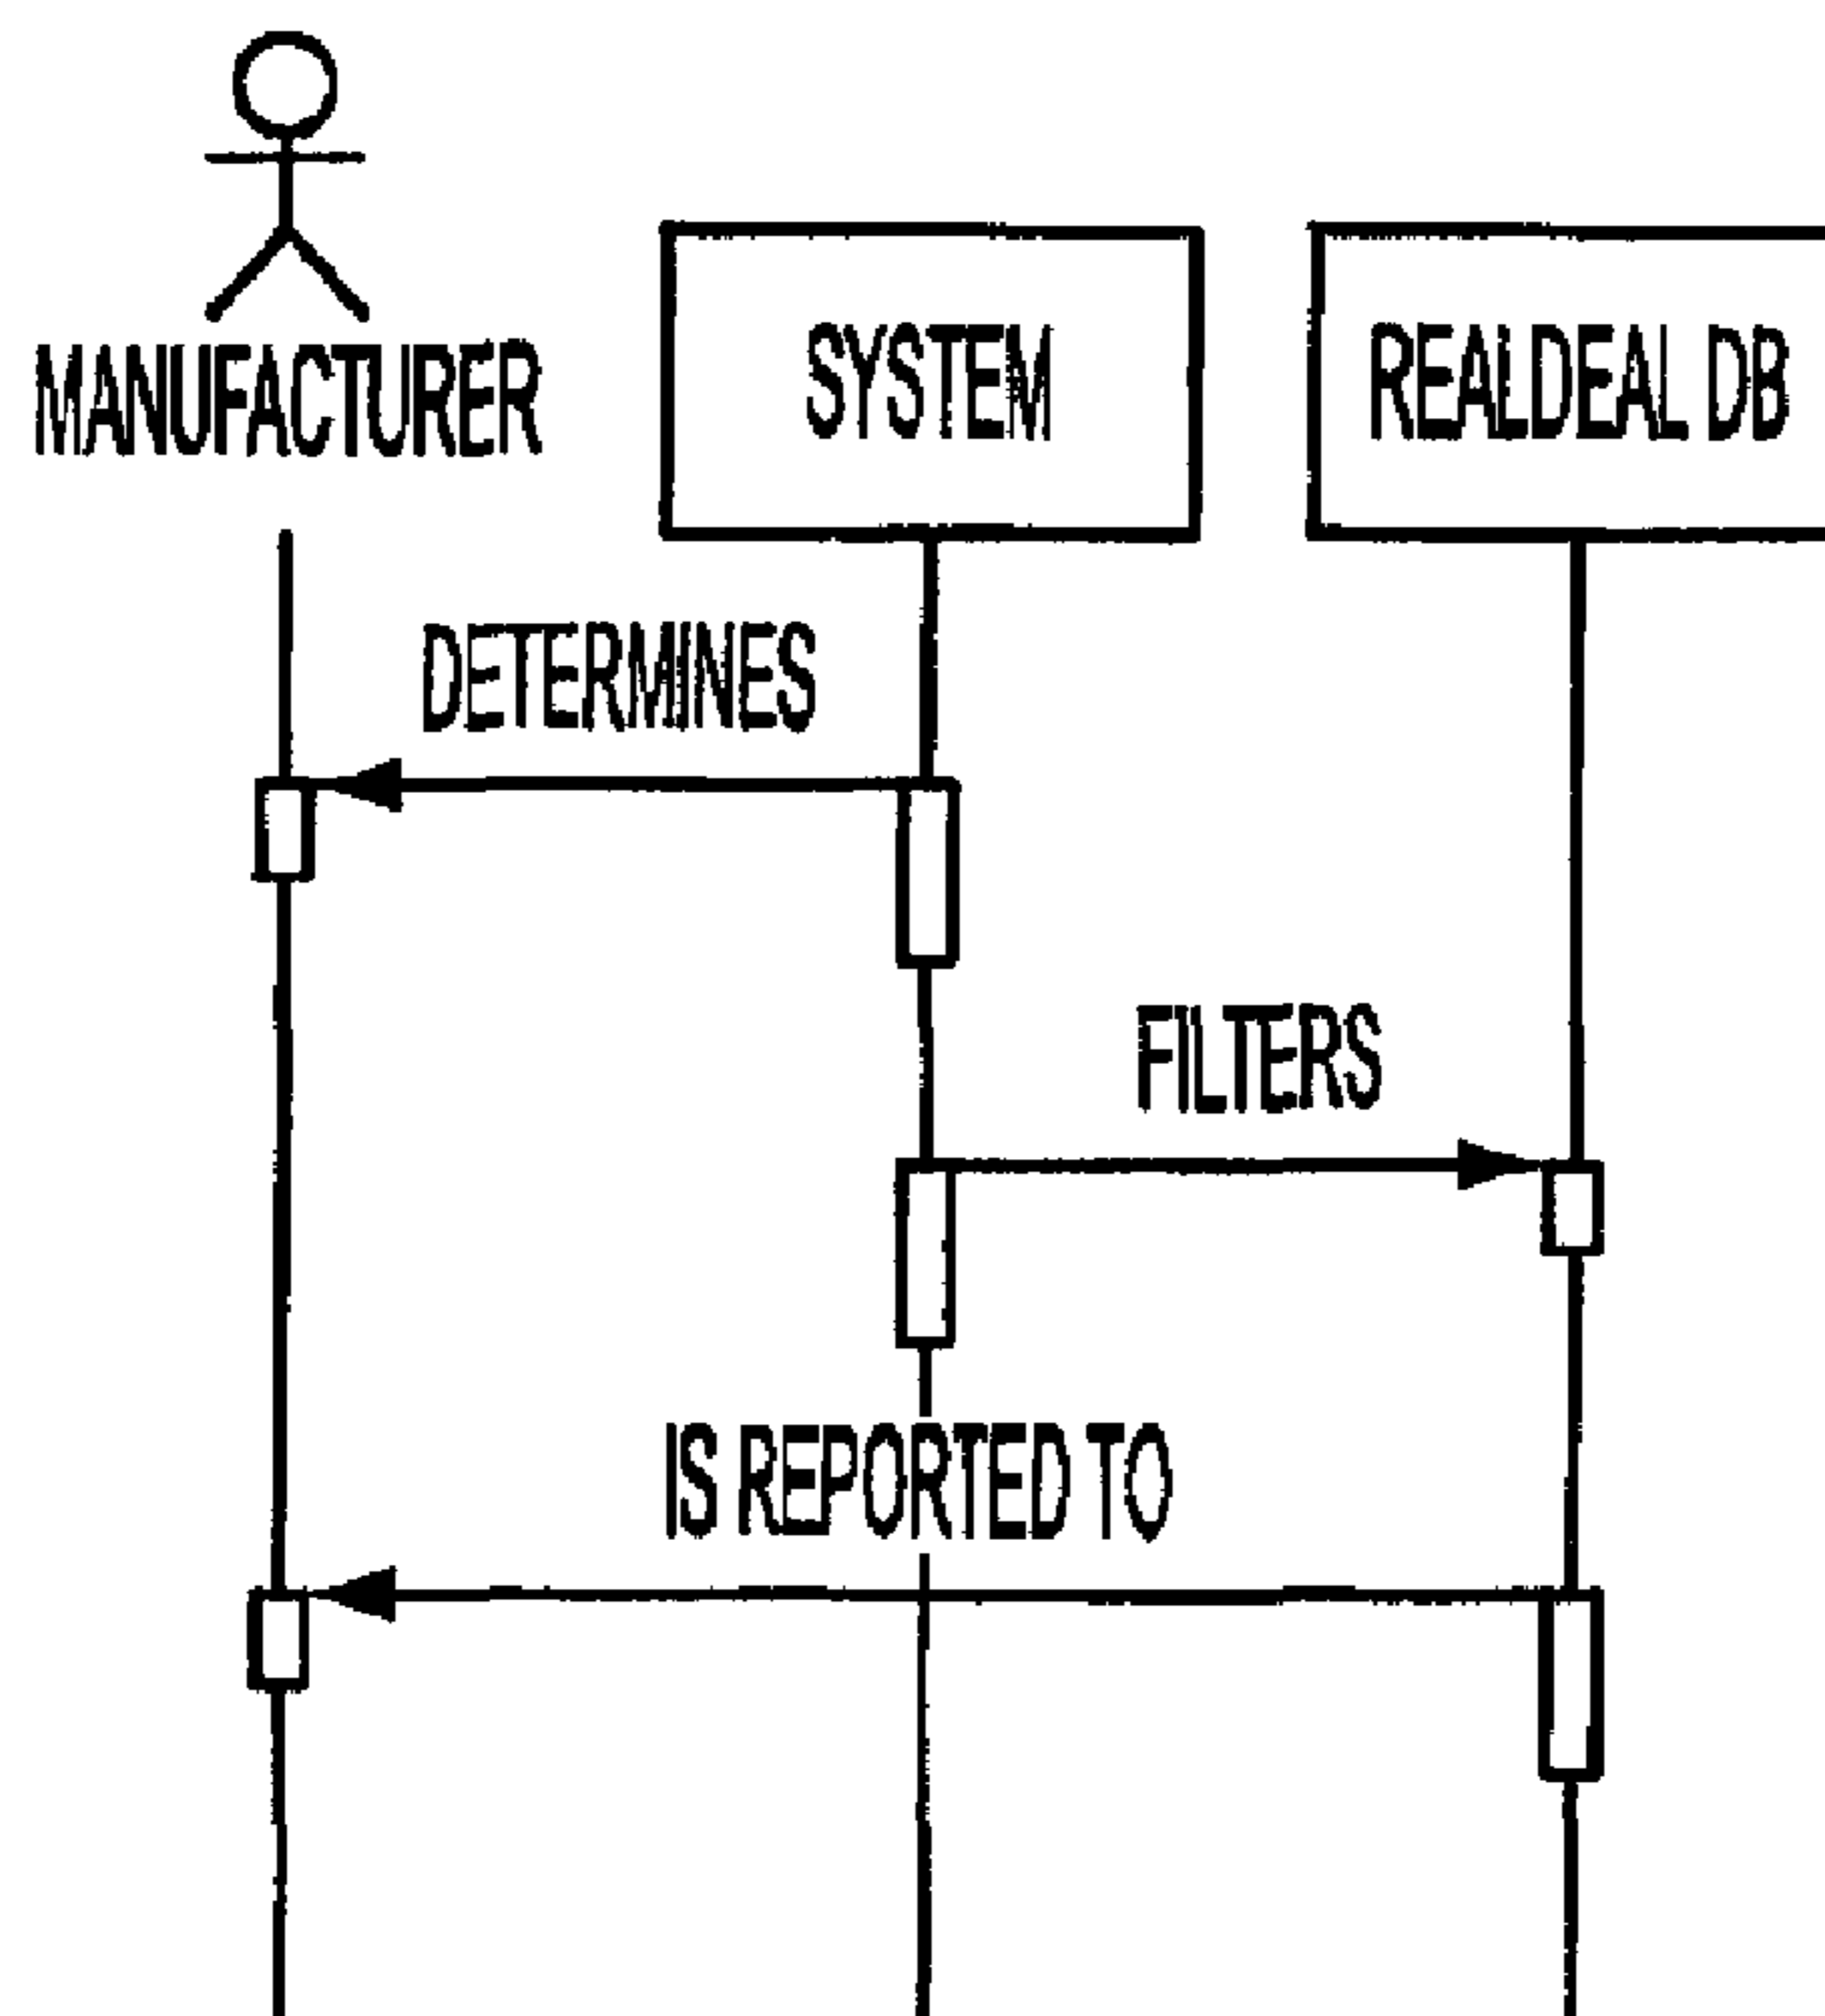 MANUFACTURER
SYSTEM
REALDEAL DB
DETERMINES
FILTERS
IS REPORTED TO